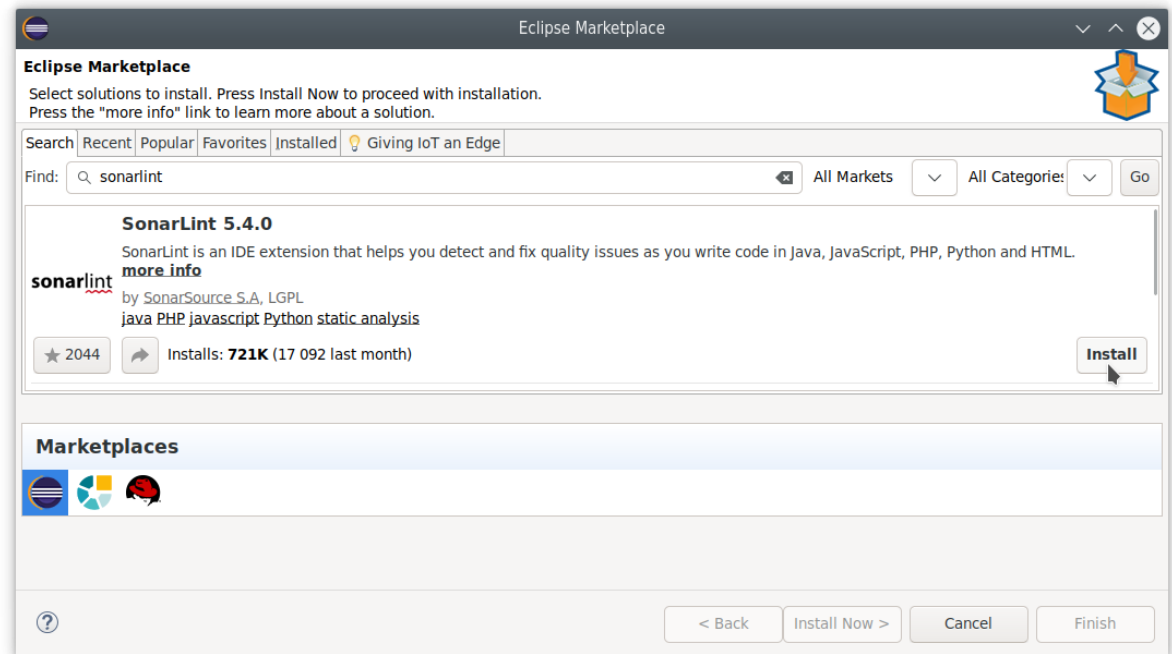 Eclipse Marketplace
Eclipse Marketplace
Select solutions to install. Press Install Now to proceed with installation.
Press the "more info" link to learn more about a solution.
Search Recent Popular Favorites Installed Giving IoT an Edge
Find: sonarlint All Markets All Categories Go
SonarLint 5.4.0
SonarLint is an IDE extension that helps you detect and fix quality issues as you write code in Java, JavaScript, PHP, Python and HTML.
more info
sonarlint
by SonarSource S.A, LGPL
java PHP javascript Python static analysis
2044 Installs: 721K (17 092 last month) Install
Marketplaces
? < Back Install Now > Cancel Finish